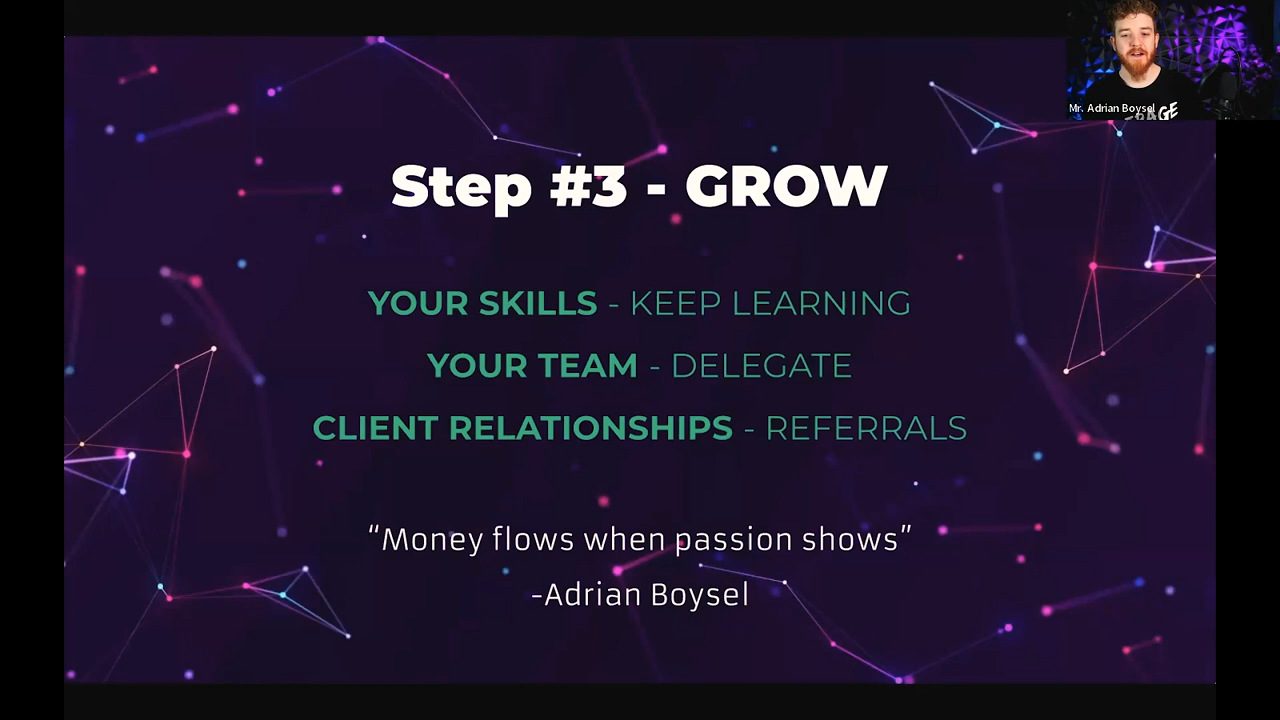 Mr. Adrian Boysel
Step #3 - GROW
YOUR SKILLS - KEEP LEARNING
YOUR TEAM - DELEGATE
CLIENT RELATIONSHIPS - REFERRALS
“Money flows when passion shows”
-Adrian Boysel